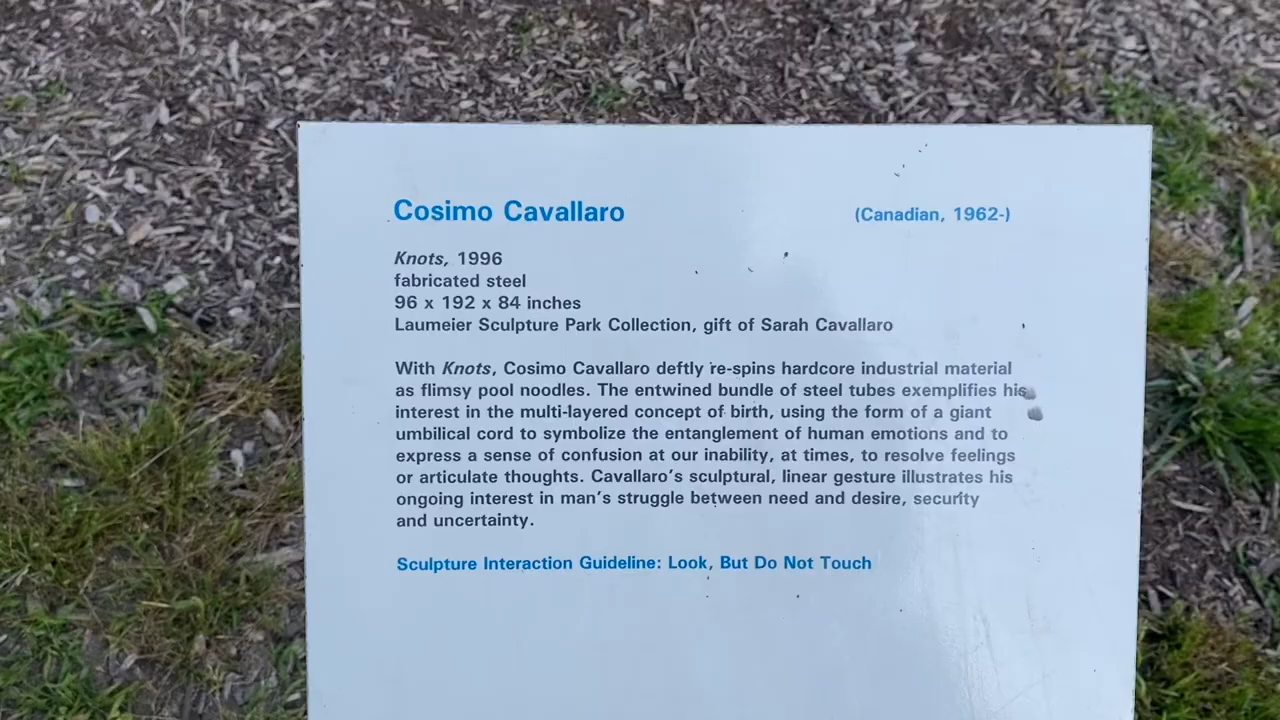 Cosimo Cavallaro (Canadian, 1962-)
Knots, 1996
fabricated steel
96 x 192 x 84 inches
Laumeier Sculpture Park Collection, gift of Sarah Cavallaro
With Knots, Cosimo Cavallaro deftly re-spins hardcore industrial material
as flimsy pool noodles. The entwined bundle of steel tubes exemplifies his
interest in the multi-layered concept of birth, using the form of a giant
umbilical cord to symbolize the entanglement of human emotions and to
express a sense of confusion at our inability, at times, to resolve feelings
or articulate thoughts. Cavallaro's sculptural, linear gesture illustrates his
ongoing interest in man's struggle between need and desire, security
and uncertainty.
Sculpture Interaction Guideline: Look, But Do Not Touch